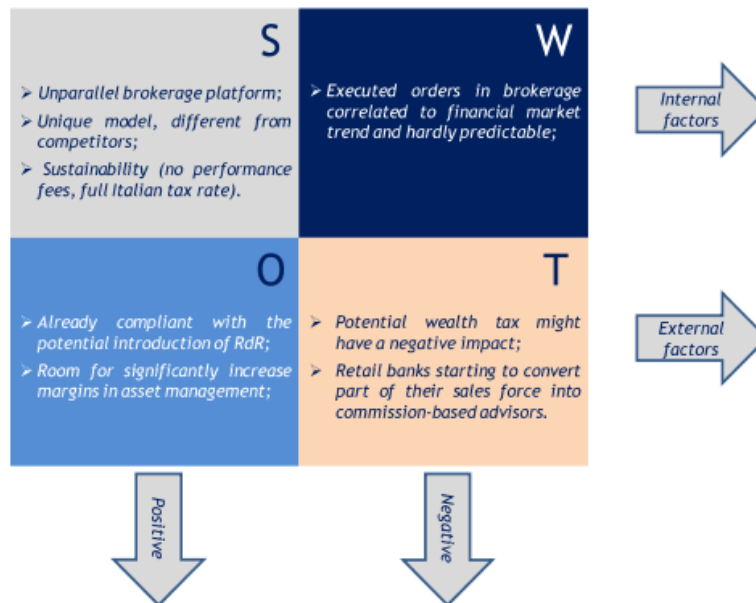 S
➢ Unparallel brokerage platform;
➢ Unique model, different from
competitors;
➢ Sustainability (no performance
fees, full Italian tax rate).
W
➢ Executed orders in brokerage
correlated to financial market
trend and hardly predictable;
Internal
factors
O
➢ Already compliant with the
potential introduction of RdR;
➢ Room for significantly increase
margins in asset management;
T
➢ Potential wealth tax might
have a negative impact;
➢ Retail banks starting to convert
part of their sales force into
commission-based advisors.
External
factors
Positive
Negative